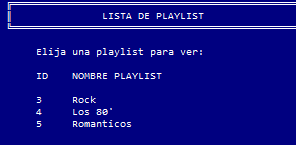 LISTA DE PLAYLIST
Elija una playlist para ver:
ID NOMBRE PLAYLIST
3 Rock
4 Los 80'
5 Romanticos